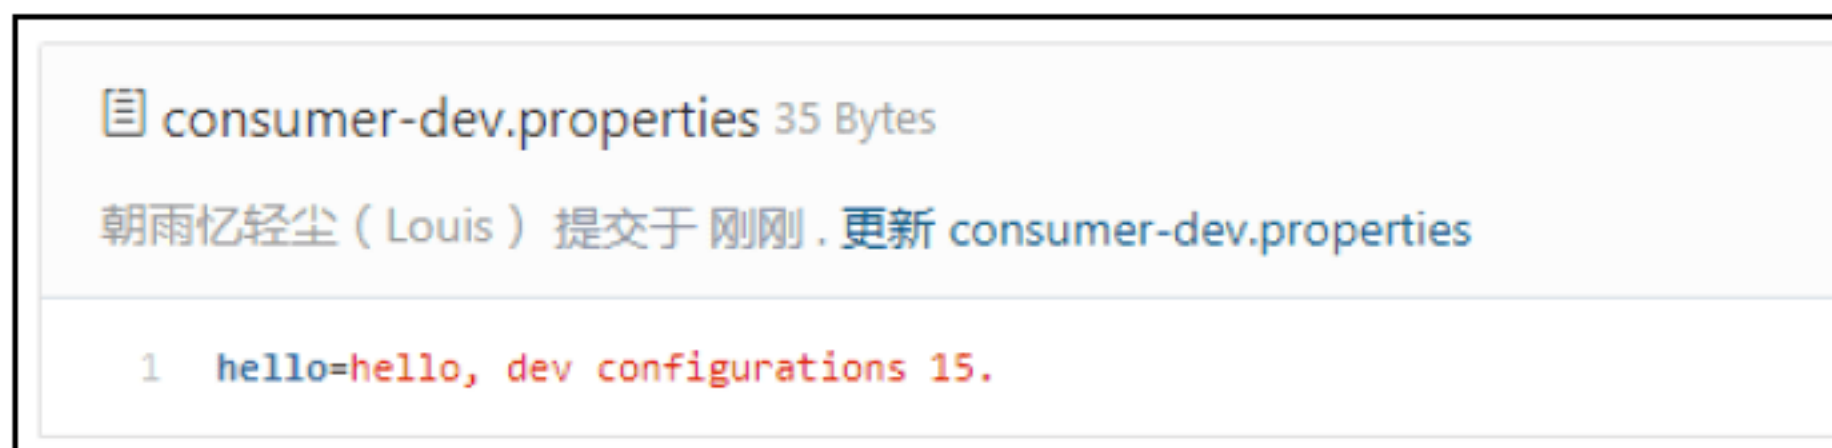 consumer-dev.properties 35 Bytes
朝雨忆轻尘（Louis） 提交于 刚刚 . 更新 consumer-dev.properties
1 hello=hello, dev configurations 15.